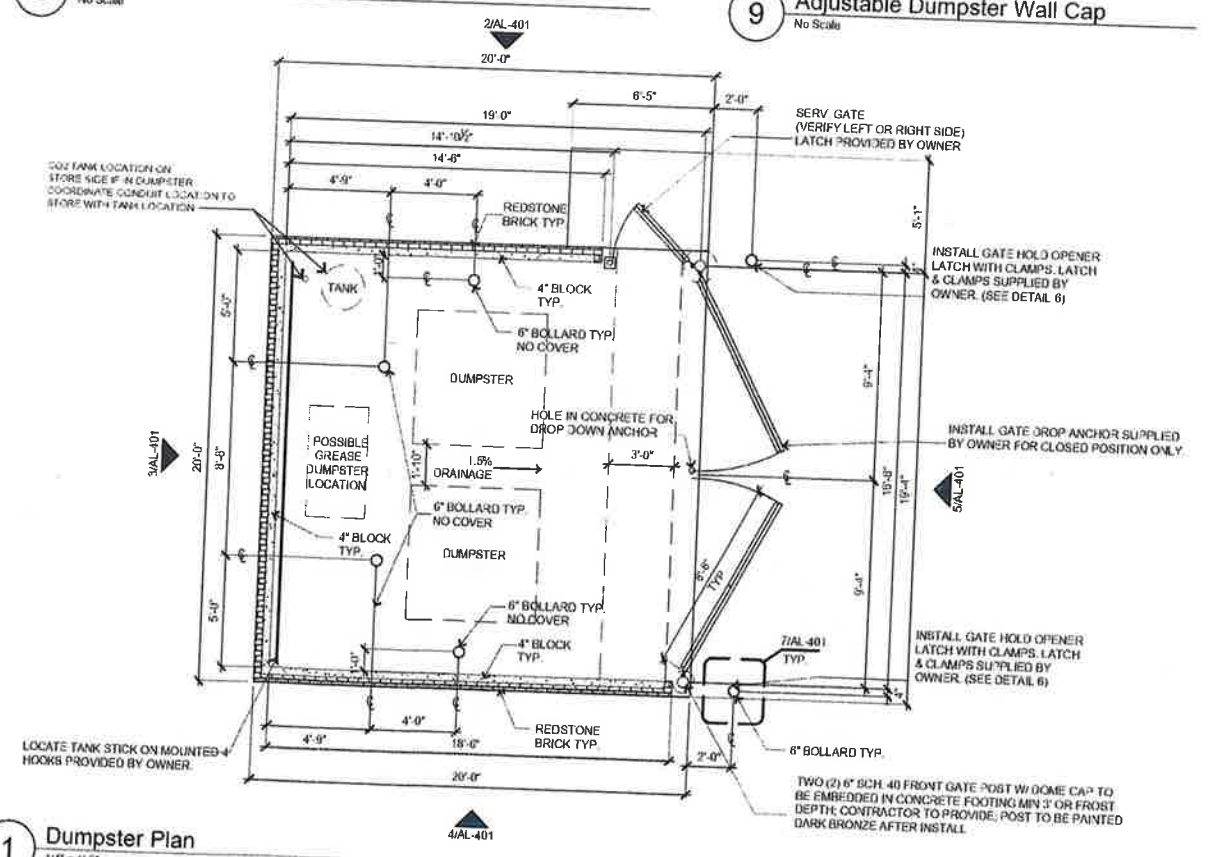 No Scale
9
Adjustable Dumpster Wall Cap
No Scale
2/AL-401
20'-0"
6'-5"
2'-0"
19'-0"
14'-10½"
14'-6"
4'-9"
4'-0"
SERV. GATE
(VERIFY LEFT OR RIGHT SIDE)
LATCH PROVIDED BY OWNER
CO2 TANK LOCATION ON
STORE SIDE IF IN DUMPSTER
COORDINATE CONDUIT LOCATION TO
STORE WITH TANK LOCATION
REDSTONE
BRICK TYP.
5'-1"
INSTALL GATE HOLD OPENER
LATCH WITH CLAMPS. LATCH
& CLAMPS SUPPLIED BY
OWNER. (SEE DETAIL 6)
TANK
1'-0"
4" BLOCK
TYP.
6" BOLLARD TYP.
NO COVER
5'-0"
DUMPSTER
HOLE IN CONCRETE FOR
DROP DOWN ANCHOR
9'-4"
INSTALL GATE DROP ANCHOR SUPPLIED
BY OWNER FOR CLOSED POSITION ONLY
3/AL-401
20'-0"
POSSIBLE
GREASE
DUMPSTER
LOCATION
1'-10"
1.5%
DRAINAGE
3'-0"
18'-8"
19'-4"
5/AL-401
6" BOLLARD TYP.
NO COVER
4" BLOCK
TYP.
DUMPSTER
TYP
9'-4"
5'-0"
6" BOLLARD TYP.
NO COVER
4" BLOCK
TYP.
1'-0"
7/AL-401
TYP.
INSTALL GATE HOLD OPENER
LATCH WITH CLAMPS. LATCH
& CLAMPS SUPPLIED BY
OWNER. (SEE DETAIL 6)
4"
4'-0"
4'-9"
18'-6"
REDSTONE
BRICK TYP.
2'-0"
6" BOLLARD TYP.
LOCATE TANK STICK ON MOUNTED 4
HOOKS PROVIDED BY OWNER.
20'-0"
TWO (2) 6" SCH. 40 FRONT GATE POST W/ DOME CAP TO
BE EMBEDDED IN CONCRETE FOOTING MIN 3' OR FROST
DEPTH; CONTRACTOR TO PROVIDE; POST TO BE PAINTED
DARK BRONZE AFTER INSTALL
4/AL-401
1
Dumpster Plan